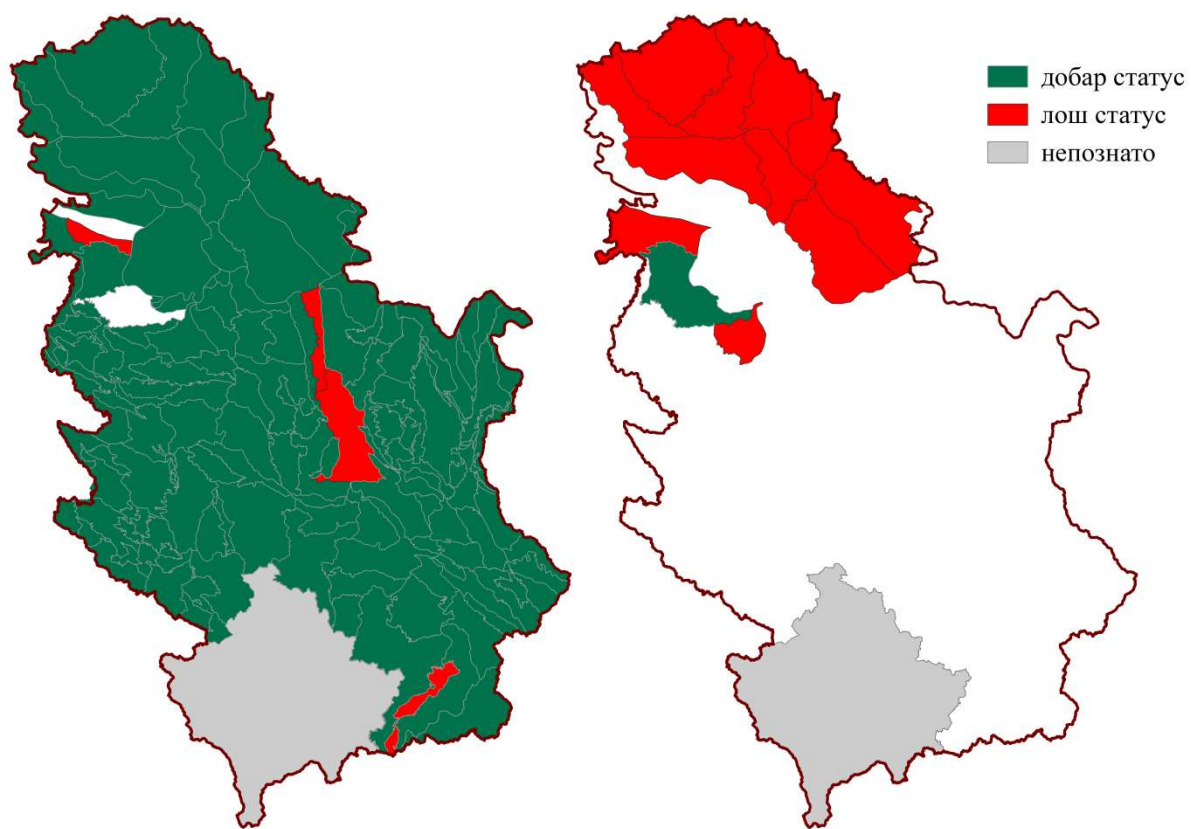 добар статус
лош статус
непознато